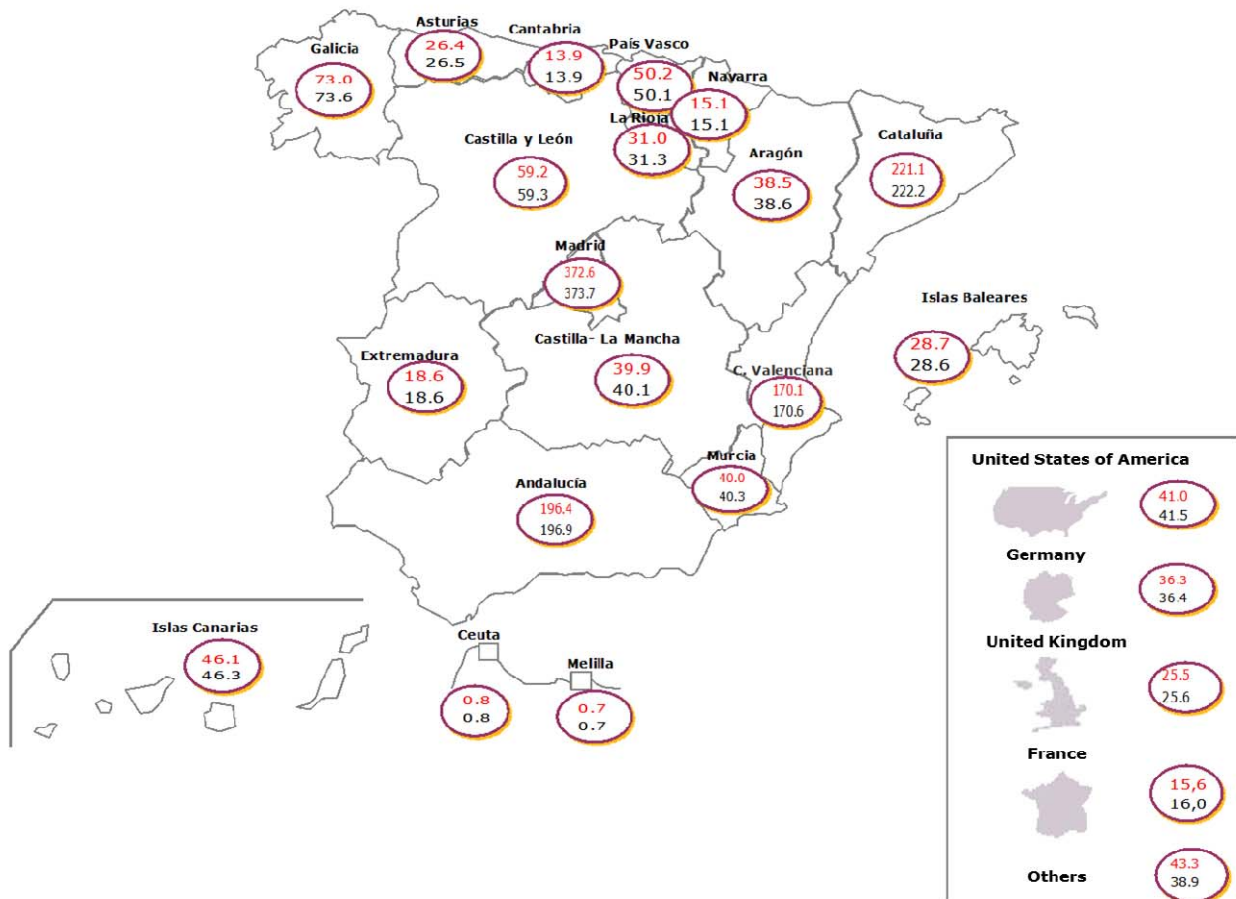 Asturias
26.4
26.5
Cantabria
13.9
13.9
Galicia
73.0
73.6
País Vasco
50.2
50.1
Navarra
15.1
15.1
La Rioja
31.0
31.3
Castilla y León
59.2
59.3
Aragón
38.5
38.6
Cataluña
221.1
222.2
Madrid
372.6
373.7
Islas Baleares
28.7
28.6
Extremadura
18.6
18.6
Castilla- La Mancha
39.9
40.1
C. Valenciana
170.1
170.6
Murcia
40.0
40.3
Andalucía
196.4
196.9
Islas Canarias
46.1
46.3
Ceuta
0.8
0.8
Melilla
0.7
0.7
United States of America
41.0
41.5
Germany
36.3
36.4
United Kingdom
25.5
25.6
France
15,6
16,0
Others
43.3
38.9